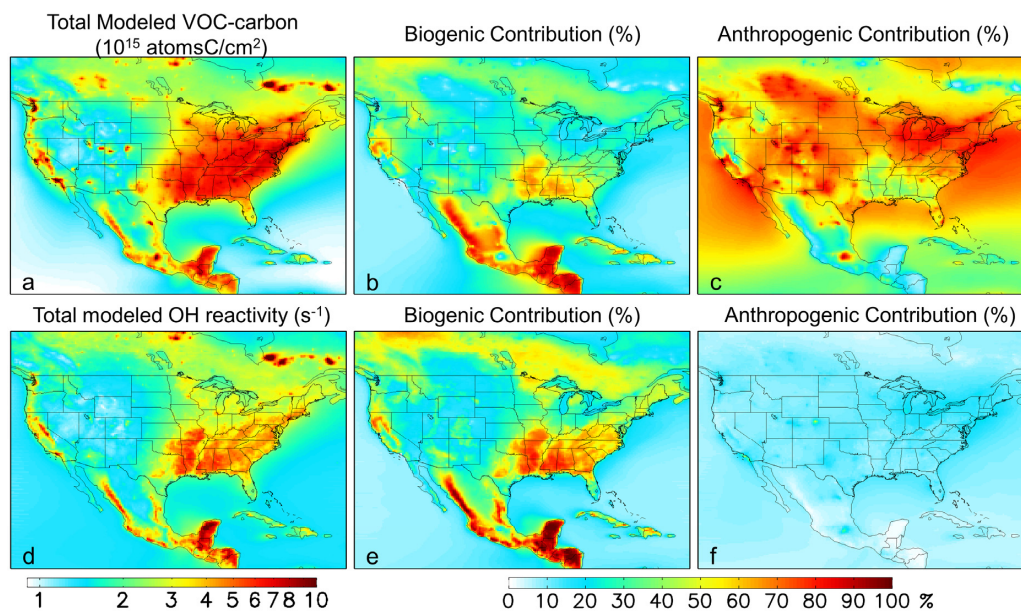 Total Modeled VOC-carbon
(10¹⁵ atomsC/cm²)
Biogenic Contribution (%)
Anthropogenic Contribution (%)
a
b
c
Total modeled OH reactivity (s⁻¹)
Biogenic Contribution (%)
Anthropogenic Contribution (%)
d
e
f
1 2 3 4 5 6 7 8 10
0 10 20 30 40 50 60 70 80 90 100 %